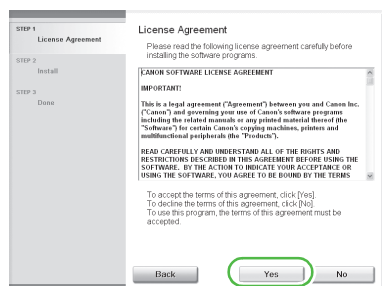 STEP 1
License Agreement
STEP 2
Install
STEP 3
Done
License Agreement
Please read the following license agreement carefully before
installing the software programs.
CANON SOFTWARE LICENSE AGREEMENT
IMPORTANT!
This is a legal agreement ("Agreement") between you and Canon Inc.
("Canon") and governing your use of Canon's software programs
including the related manuals or any printed material thereof (the
"Software") for certain Canon's copying machines, printers and
multifunctional peripherals (the "Products").
READ CAREFULLY AND UNDERSTAND ALL OF THE RIGHTS AND
RESTRICTIONS DESCRIBED IN THIS AGREEMENT BEFORE USING THE
SOFTWARE. BY THE ACTION TO INDICATE YOUR ACCEPTANCE OR
USING THE SOFTWARE, YOU AGREE TO BE BOUND BY THE TERMS
To accept the terms of this agreement, click [Yes].
To decline the terms of this agreement, click [No].
To use this program, the terms of this agreement must be
accepted.
Back
Yes
No